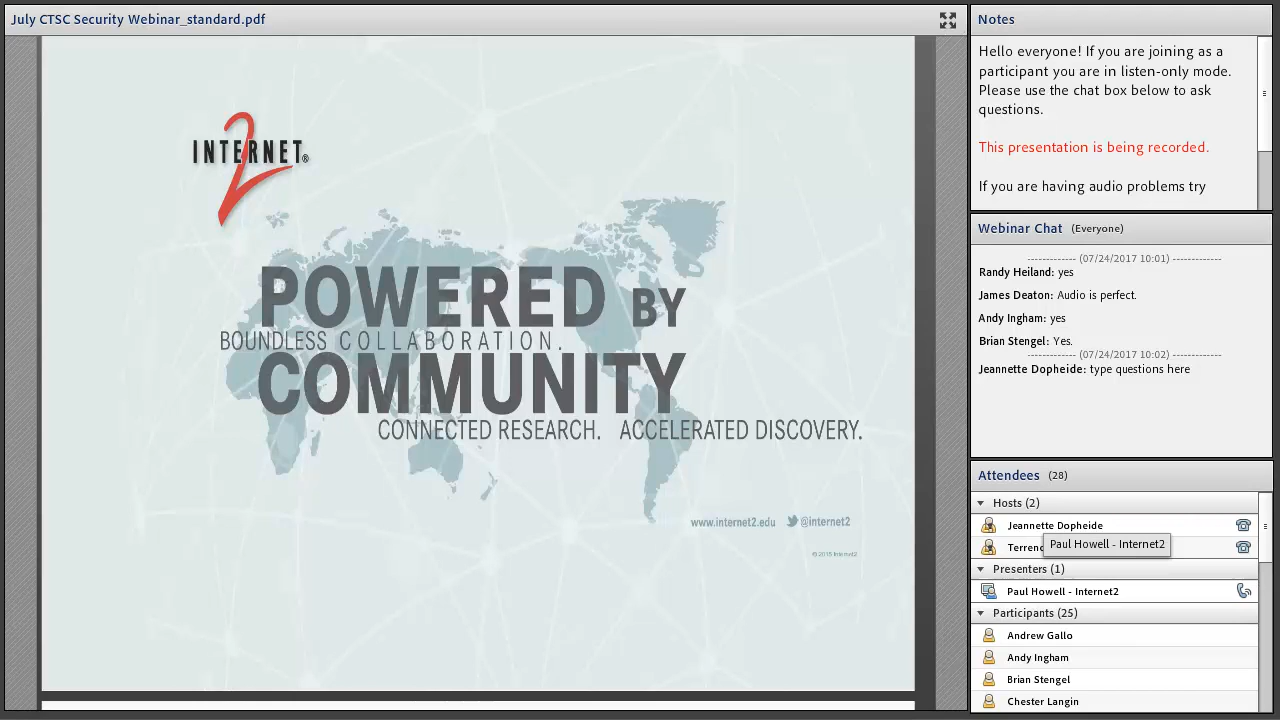 July CTSC Security Webinar_standard.pdf
INTERNET2®
POWERED BY
BOUNDLESS COLLABORATION.
COMMUNITY
CONNECTED RESEARCH. ACCELERATED DISCOVERY.
www.internet2.edu @internet2
© 2015 Internet2
Notes
Hello everyone! If you are joining as a
participant you are in listen-only mode.
Please use the chat box below to ask
questions.
This presentation is being recorded.
If you are having audio problems try
Webinar Chat (Everyone)
------------- (07/24/2017 10:01) -------------
Randy Heiland: yes
James Deaton: Audio is perfect.
Andy Ingham: yes
Brian Stengel: Yes.
------------- (07/24/2017 10:02) -------------
Jeannette Dopheide: type questions here
Attendees (28)
Hosts (2)
Jeannette Dopheide
Terrenc
Paul Howell - Internet2
Presenters (1)
Paul Howell - Internet2
Participants (25)
Andrew Gallo
Andy Ingham
Brian Stengel
Chester Langin